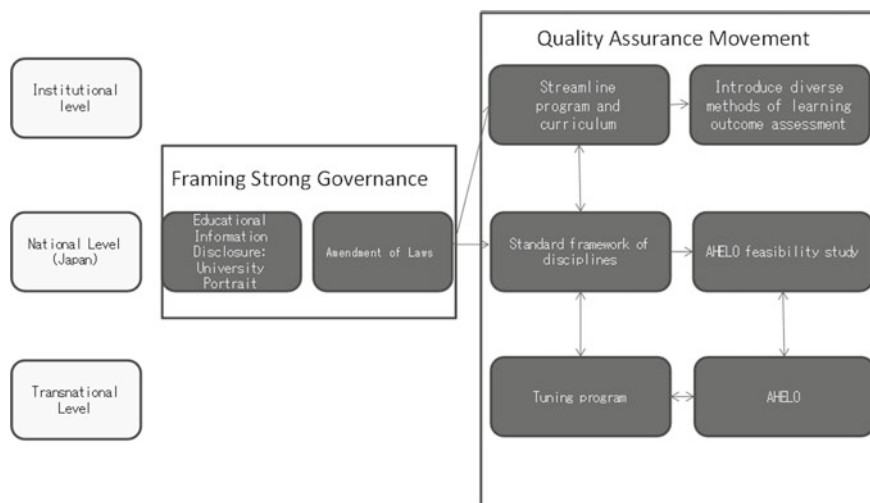 Quality Assurance Movement
Institutional
level
Streamline
program and
curriculum
Introduce diverse
methods of learning
outcome assessment
Framing Strong Governance
National Level
(Japan)
Educational
Information
Disclosure:
University
Portrait
Amendment of Laws
Standard framework of
disciplines
AHELO feasibility study
Transnational
Level
Tuning program
AHELO